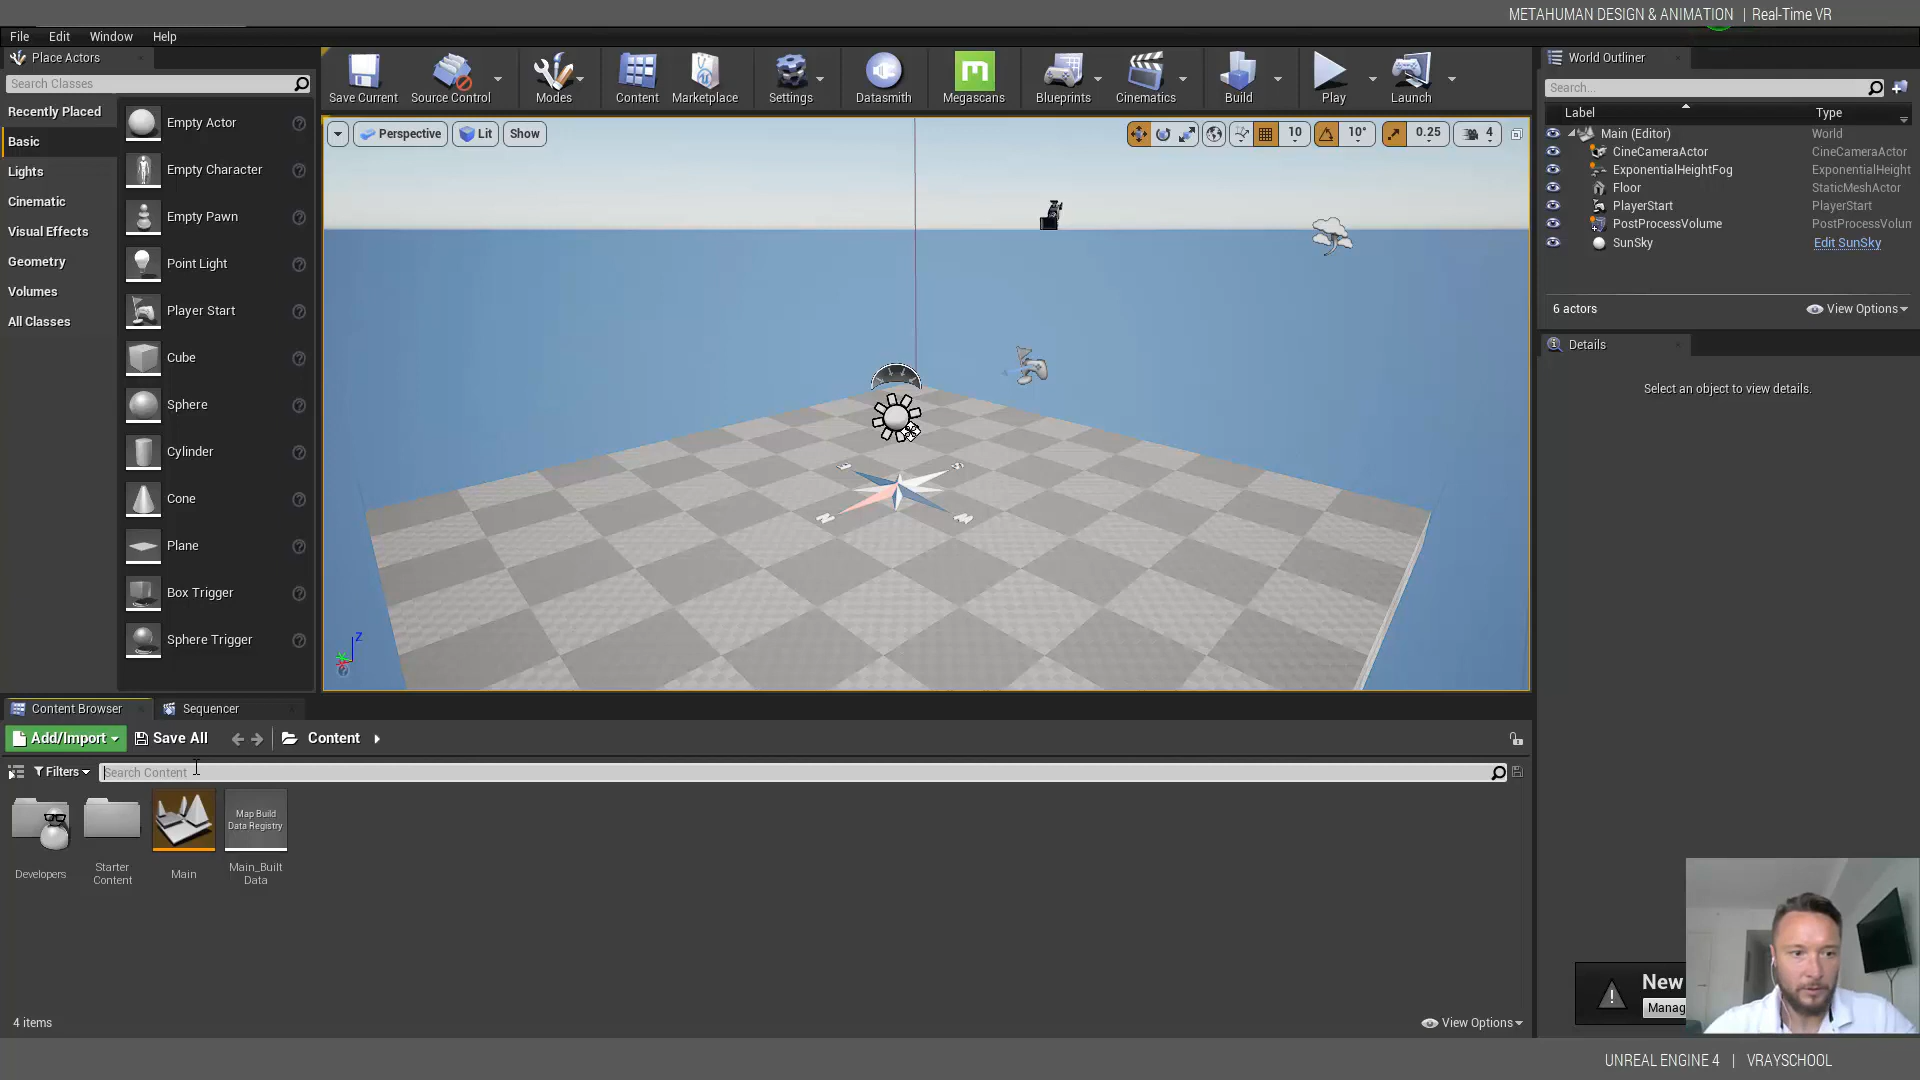 METAHUMAN DESIGN & ANIMATION | Real-Time VR
File Edit Window Help
Place Actors
Search Classes
Recently Placed
Basic
Lights
Cinematic
Visual Effects
Geometry
Volumes
All Classes
Empty Actor
Empty Character
Empty Pawn
Point Light
Player Start
Cube
Sphere
Cylinder
Cone
Plane
Box Trigger
Sphere Trigger
Save Current Source Control Modes Content Marketplace Settings Datasmith Megascans Blueprints Cinematics Build Play Launch
Perspective Lit Show
10 10° 0.25 4
Z
World Outliner
Search...
Label Type
Main (Editor) World
CineCameraActor CineCameraActor
ExponentialHeightFog ExponentialHeight
Floor StaticMeshActor
PlayerStart PlayerStart
PostProcessVolume PostProcessVolum
SunSky Edit SunSky
6 actors View Options
Details
Select an object to view details.
Content Browser Sequencer
Add/Import Save All Content
Filters Search Content
Developers
Starter
Content
Main
Map Build
Data Registry
Main_Built
Data
4 items View Options
New
Manag
UNREAL ENGINE 4 | VRAYSCHOOL